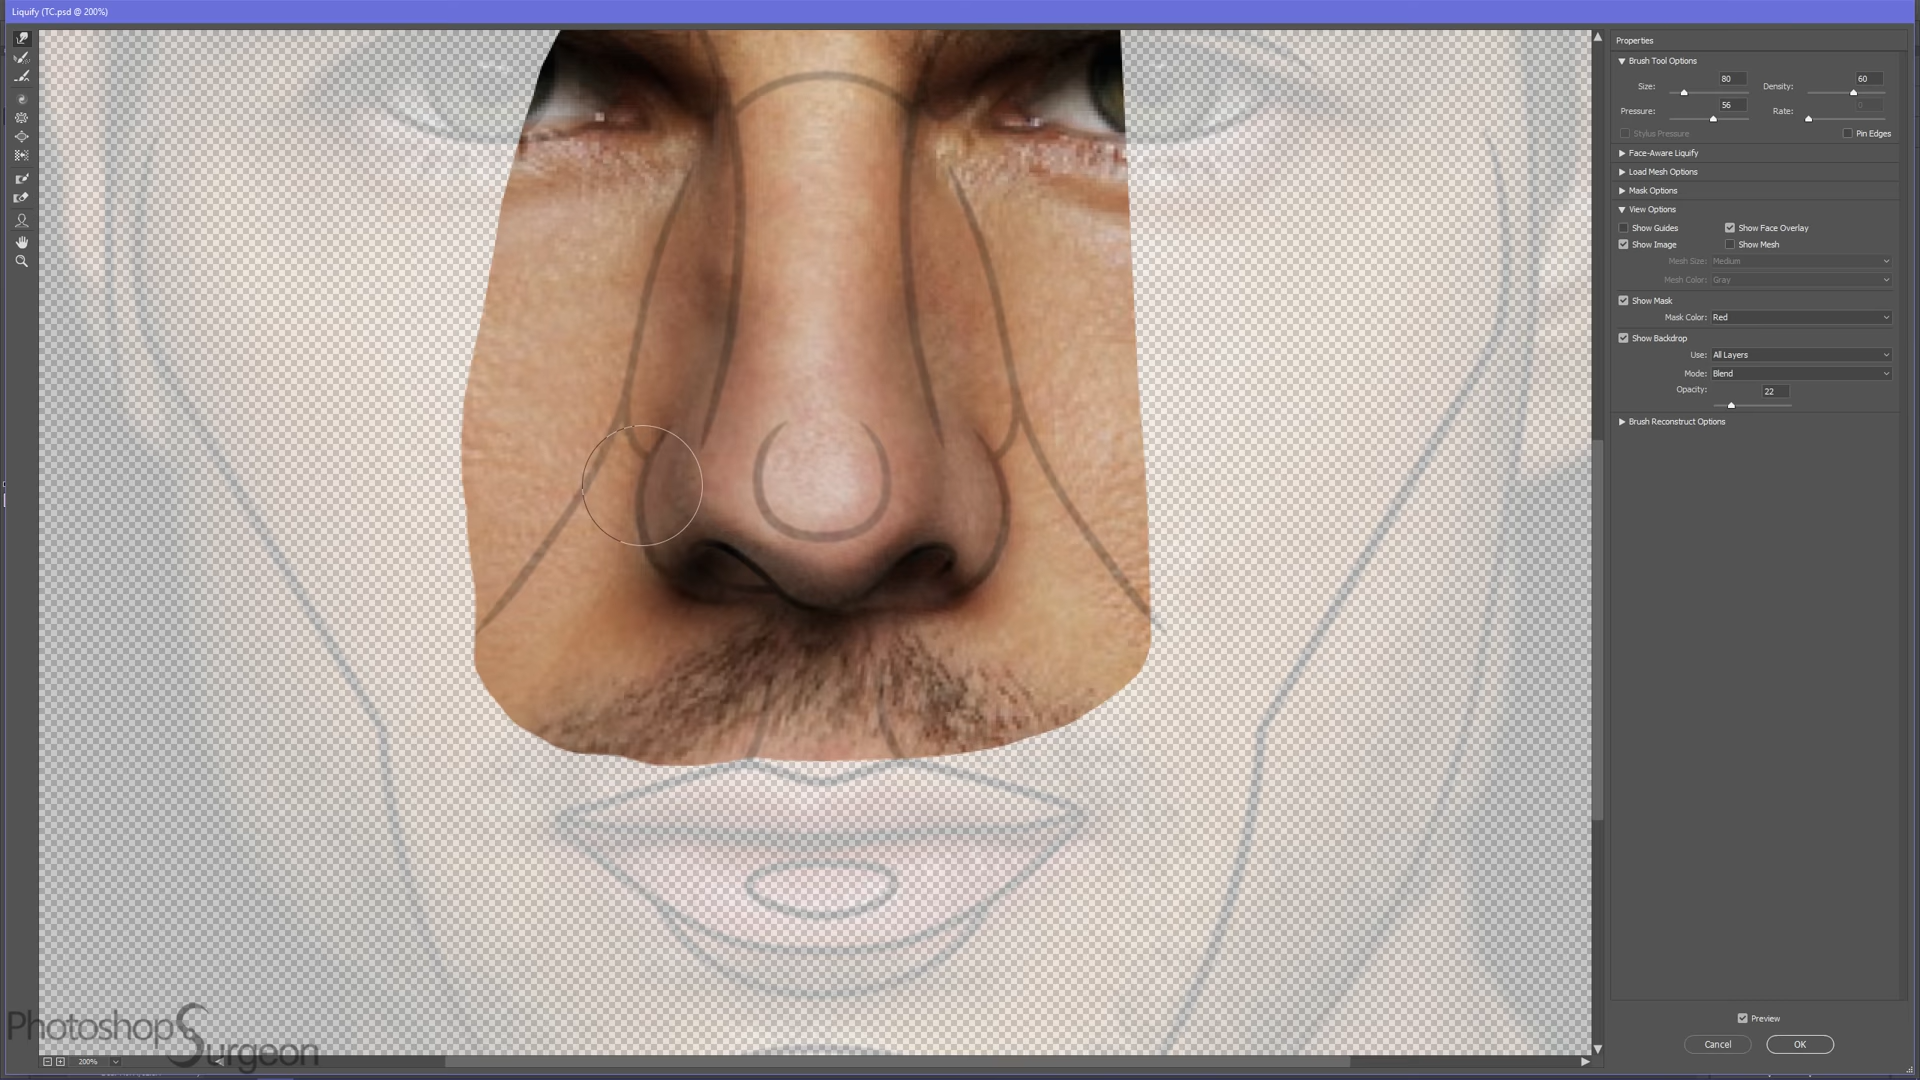 Liquify (TC.psd @ 200%)
Properties
Brush Tool Options
Size: 80 Density: 60
Pressure: 56 Rate: 0
Stylus Pressure Pin Edges
Face-Aware Liquify
Load Mesh Options
Mask Options
View Options
Show Guides Show Face Overlay
Show Image Show Mesh
Mesh Size: Medium
Mesh Color: Gray
Show Mask
Mask Color: Red
Show Backdrop
Use: All Layers
Mode: Blend
Opacity: 22
Brush Reconstruct Options
Preview
Cancel OK
Photoshop
Surgeon
200%